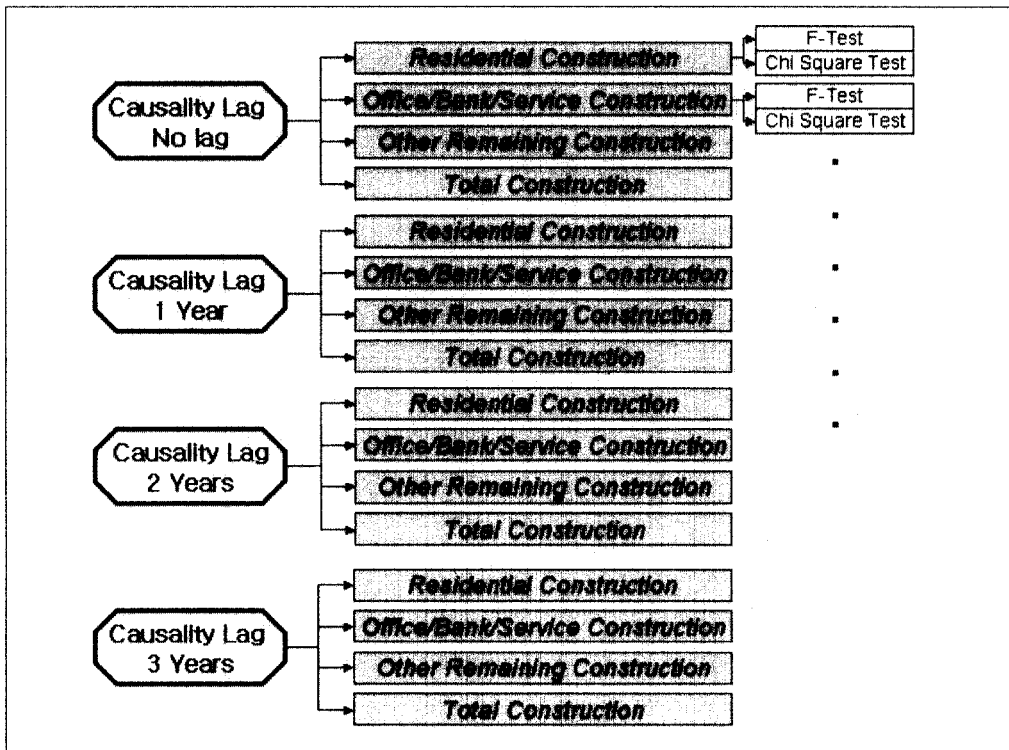 Causality Lag
No lag
Residential Construction
F-Test
Chi Square Test
Office/Bank/Service Construction
F-Test
Chi Square Test
Other Remaining Construction
Total Construction
Causality Lag
1 Year
Residential Construction
Office/Bank/Service Construction
Other Remaining Construction
Total Construction
Causality Lag
2 Years
Residential Construction
Office/Bank/Service Construction
Other Remaining Construction
Total Construction
Causality Lag
3 Years
Residential Construction
Office/Bank/Service Construction
Other Remaining Construction
Total Construction